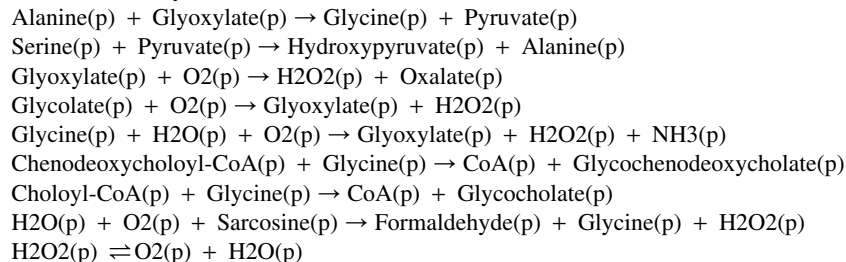 Alanine(p) + Glyoxylate(p) → Glycine(p) + Pyruvate(p)
Serine(p) + Pyruvate(p) → Hydroxypyruvate(p) + Alanine(p)
Glyoxylate(p) + O2(p) → H2O2(p) + Oxalate(p)
Glycolate(p) + O2(p) → Glyoxylate(p) + H2O2(p)
Glycine(p) + H2O(p) + O2(p) → Glyoxylate(p) + H2O2(p) + NH3(p)
Chenodeoxycholoyl-CoA(p) + Glycine(p) → CoA(p) + Glycochenodeoxycholate(p)
Choloyl-CoA(p) + Glycine(p) → CoA(p) + Glycocholate(p)
H2O(p) + O2(p) + Sarcosine(p) → Formaldehyde(p) + Glycine(p) + H2O2(p)
H2O2(p) ⇌ O2(p) + H2O(p)